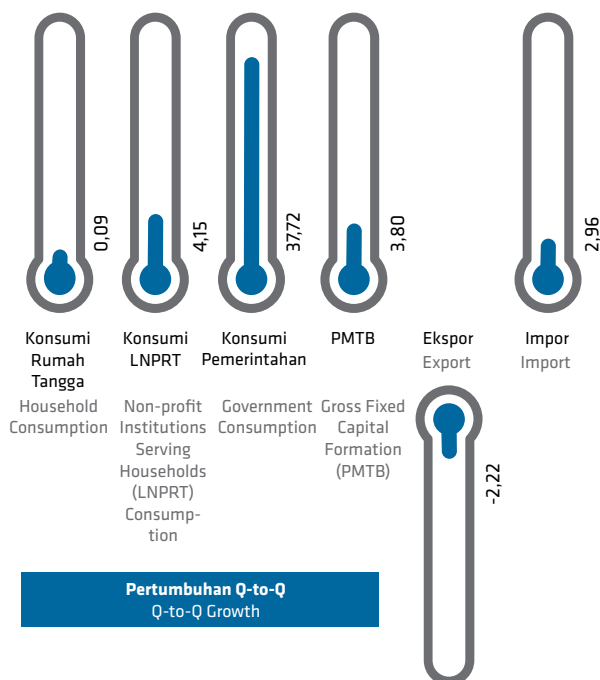 0,09
4,15
37,72
3,80
2,96
Konsumi
Rumah
Tangga
Household
Consumption
Konsumi
LNPRT
Non-profit
Institutions
Serving
Households
(LNPRT)
Consump-
tion
Konsumi
Pemerintahan
Government
Consumption
PMTB
Gross Fixed
Capital
Formation
(PMTB)
Ekspor
Export
Impor
Import
-2,22
Pertumbuhan Q-to-Q
Q-to-Q Growth